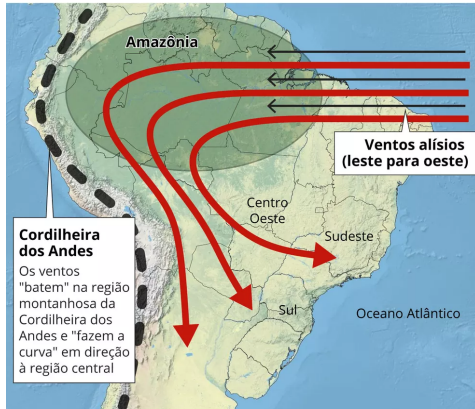 Amazônia
Ventos alísios
(leste para oeste)
Centro
Oeste
Sudeste
Cordilheira
dos Andes
Os ventos
"batem" na região
montanhosa da
Cordilheira dos
Andes e "fazem a
curva" em direção
à região central
Sul
Oceano Atlântico